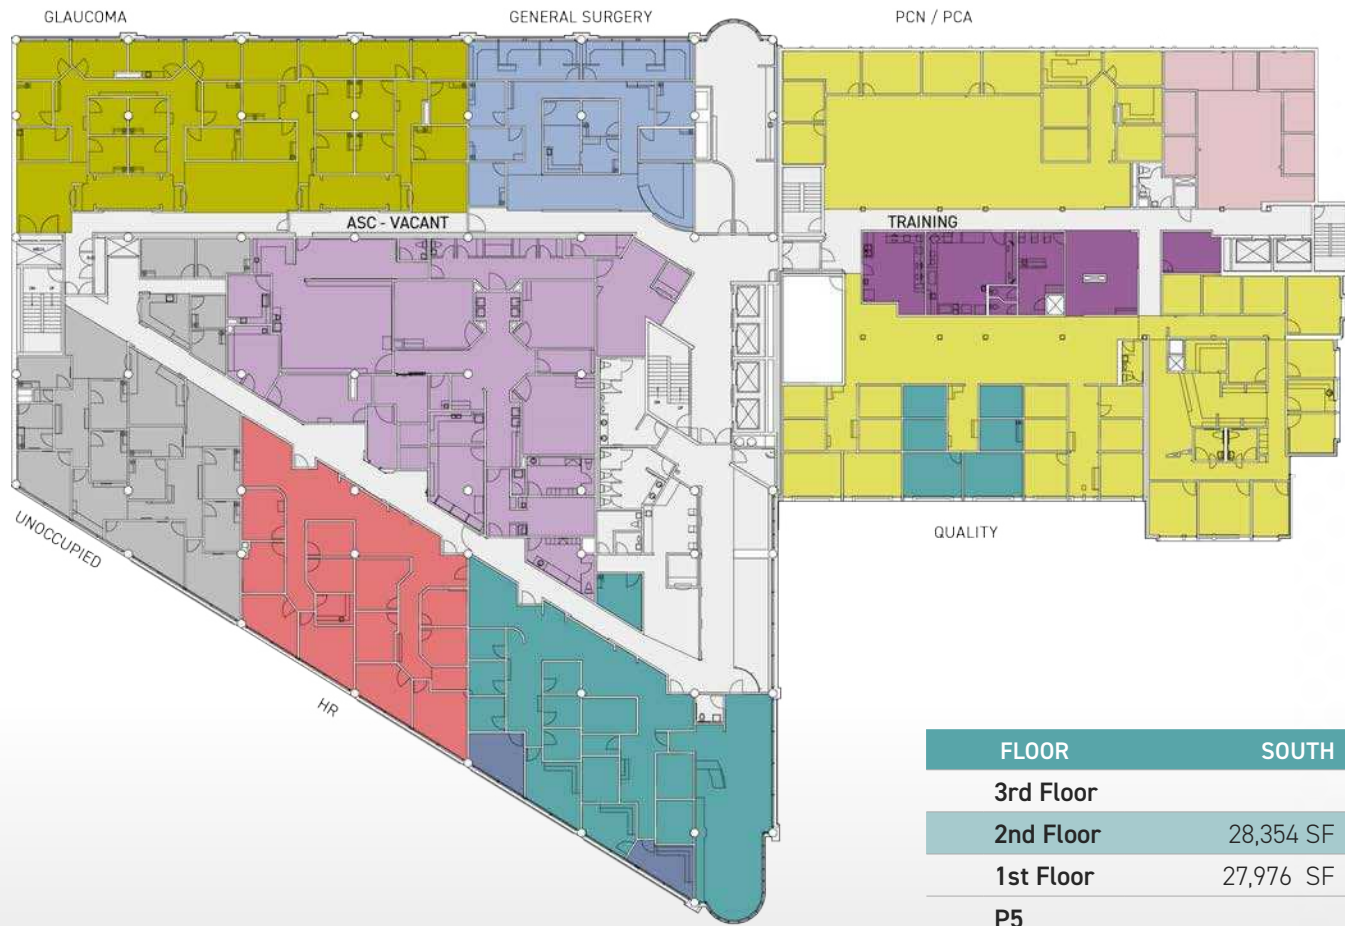 GLAUCOMA
GENERAL SURGERY
PCN / PCA
ASC - VACANT
TRAINING
UNOCCUPIED
QUALITY
HR
FLOOR SOUTH
3rd Floor
2nd Floor 28,354 SF
1st Floor 27,976 SF
P5